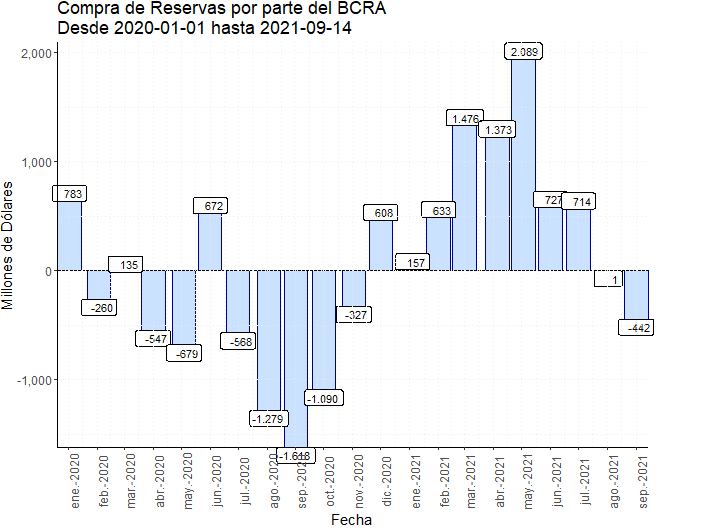 Compra de Reservas por parte del BCRA
Desde 2020-01-01 hasta 2021-09-14
Millones de Dólares
2,000
1,000
0
-1,000
783
-260
135
-547
-679
672
-568
-1.279
-1.618
-1.090
-327
608
157
633
1.476
1.373
2.089
727
714
1
-442
ene.-2020
feb.-2020
mar.-2020
abr.-2020
may.-2020
jun.-2020
jul.-2020
ago.-2020
sep.-2020
oct.-2020
nov.-2020
dic.-2020
ene.-2021
feb.-2021
mar.-2021
abr.-2021
may.-2021
jun.-2021
jul.-2021
ago.-2021
sep.-2021
Fecha